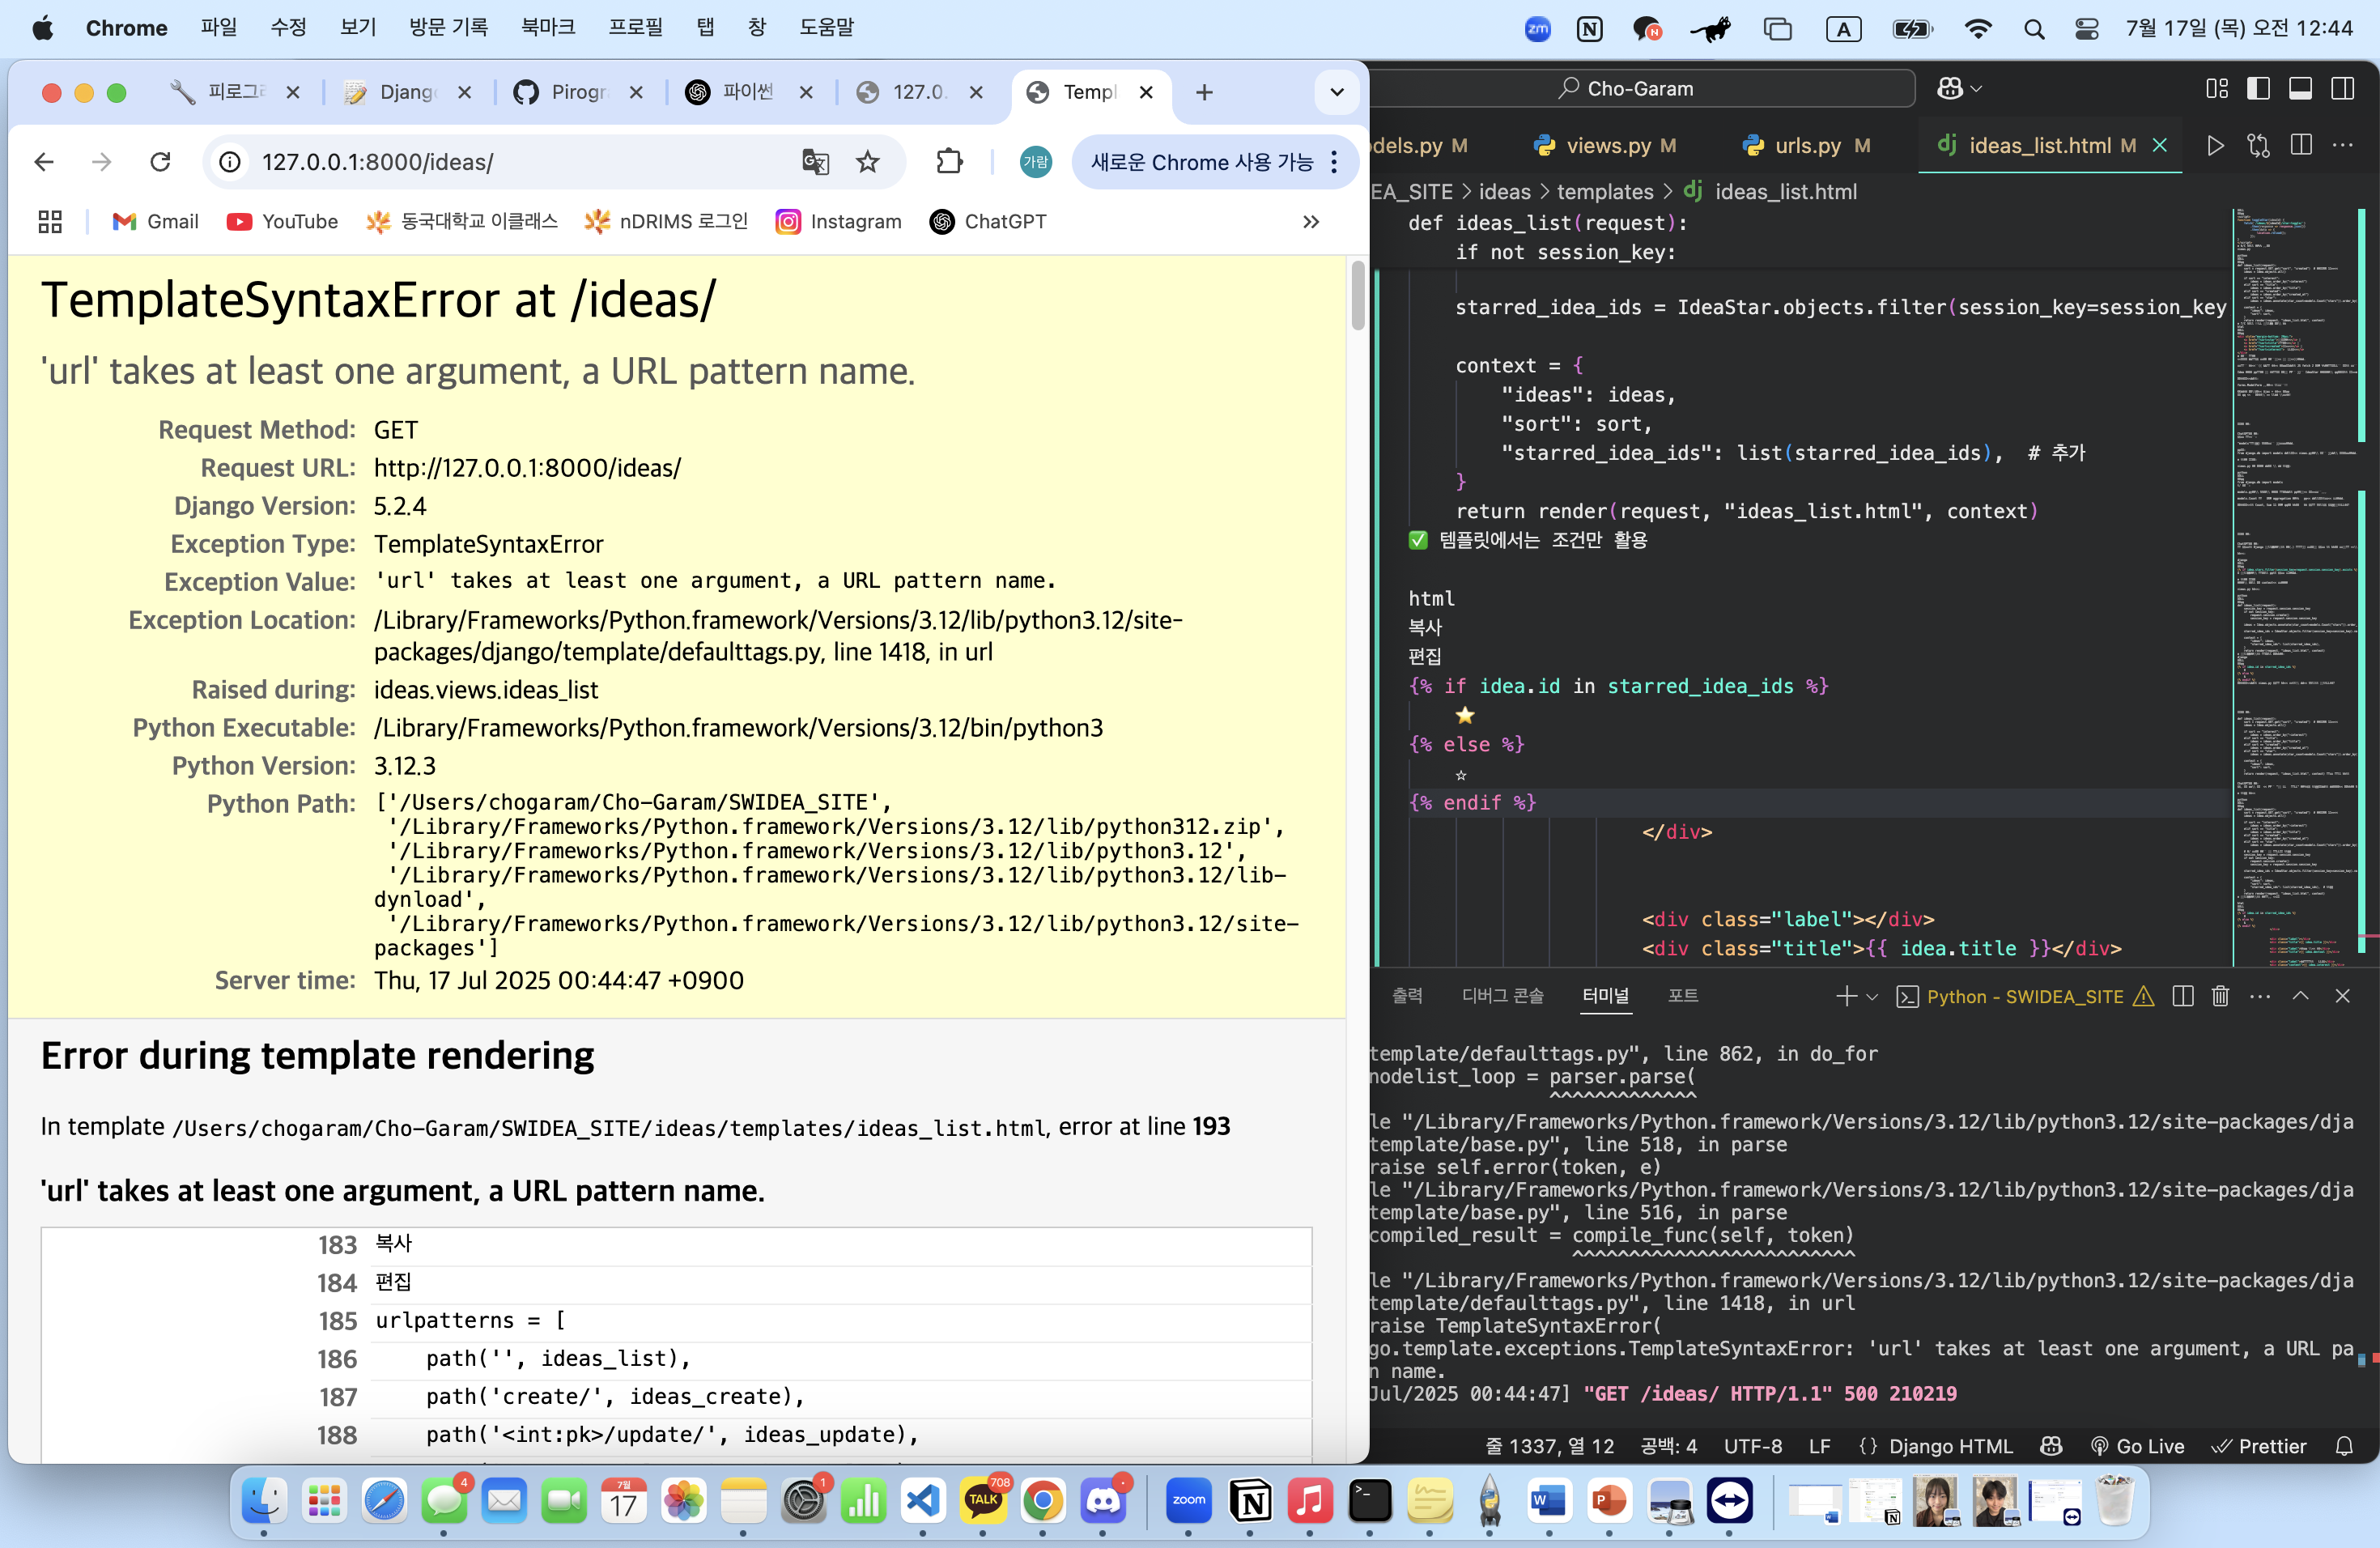 Chrome 파일 수정 보기 방문 기록 북마크 프로필 탭 창 도움말 zm N N A 7월 17일 (목) 오전 12:44
피로그 Django Pirogr 파이썬 127.0. Templ
127.0.0.1:8000/ideas/ 가람 새로운 Chrome 사용 가능
Gmail YouTube 동국대학교 이클래스 nDRIMS 로그인 Instagram ChatGPT
TemplateSyntaxError at /ideas/
'url' takes at least one argument, a URL pattern name.
Request Method: GET
Request URL: http://127.0.0.1:8000/ideas/
Django Version: 5.2.4
Exception Type: TemplateSyntaxError
Exception Value: 'url' takes at least one argument, a URL pattern name.
Exception Location: /Library/Frameworks/Python.framework/Versions/3.12/lib/python3.12/site-
packages/django/template/defaulttags.py, line 1418, in url
Raised during: ideas.views.ideas_list
Python Executable: /Library/Frameworks/Python.framework/Versions/3.12/bin/python3
Python Version: 3.12.3
Python Path: ['/Users/chogaram/Cho-Garam/SWIDEA_SITE',
'/Library/Frameworks/Python.framework/Versions/3.12/lib/python312.zip',
'/Library/Frameworks/Python.framework/Versions/3.12/lib/python3.12',
'/Library/Frameworks/Python.framework/Versions/3.12/lib/python3.12/lib-
dynload',
'/Library/Frameworks/Python.framework/Versions/3.12/lib/python3.12/site-
packages']
Server time: Thu, 17 Jul 2025 00:44:47 +0900
Error during template rendering
In template /Users/chogaram/Cho-Garam/SWIDEA_SITE/ideas/templates/ideas_list.html, error at line 193
'url' takes at least one argument, a URL pattern name.
183 복사
184 편집
185 urlpatterns = [
186 path('', ideas_list),
187 path('create/', ideas_create),
188 path('<int:pk>/update/', ideas_update),
Cho-Garam
dels.py M views.py M urls.py M ideas_list.html M
EA_SITE > ideas > templates > dj ideas_list.html
def ideas_list(request):
if not session_key:
starred_idea_ids = IdeaStar.objects.filter(session_key=session_key
context = {
"ideas": ideas,
"sort": sort,
"starred_idea_ids": list(starred_idea_ids), # 추가
}
return render(request, "ideas_list.html", context)
✅ 템플릿에서는 조건만 활용
html
복사
편집
{% if idea.id in starred_idea_ids %}
⭐
{% else %}
☆
{% endif %}
</div>
<div class="label"></div>
<div class="title">{{ idea.title }}</div>
출력 디버그 콘솔 터미널 포트 Python - SWIDEA_SITE
template/defaulttags.py", line 862, in do_for
nodelist_loop = parser.parse(
^^^^^^^^^^^^^
le "/Library/Frameworks/Python.framework/Versions/3.12/lib/python3.12/site-packages/dja
template/base.py", line 518, in parse
raise self.error(token, e)
le "/Library/Frameworks/Python.framework/Versions/3.12/lib/python3.12/site-packages/dja
template/base.py", line 516, in parse
compiled_result = compile_func(self, token)
^^^^^^^^^^^^^^^^^^^^^^^^^
le "/Library/Frameworks/Python.framework/Versions/3.12/lib/python3.12/site-packages/dja
template/defaulttags.py", line 1418, in url
raise TemplateSyntaxError(
go.template.exceptions.TemplateSyntaxError: 'url' takes at least one argument, a URL pa
n name.
Jul/2025 00:44:47] "GET /ideas/ HTTP/1.1" 500 210219
줄 1337, 열 12 공백: 4 UTF-8 LF {} Django HTML Go Live Prettier
4 7월 17 1 TALK 708 zoom N W P